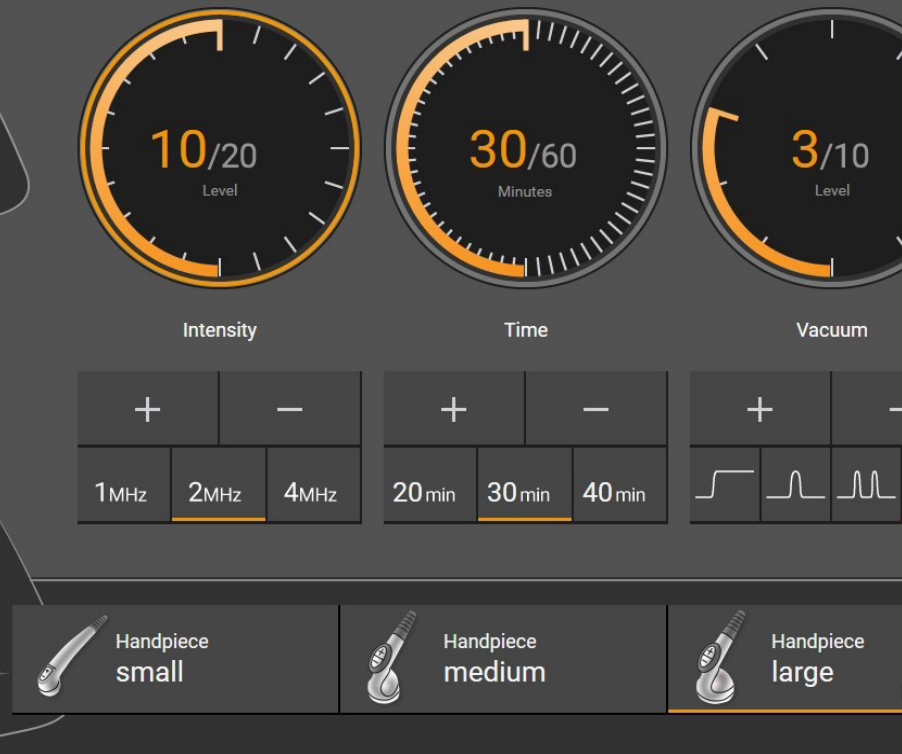 10/20
Level
30/60
Minutes
3/10
Level
Intensity
Time
Vacuum
+ −
+ −
+
1MHz 2MHz 4MHz
20min 30min 40min
Handpiece
small
Handpiece
medium
Handpiece
large